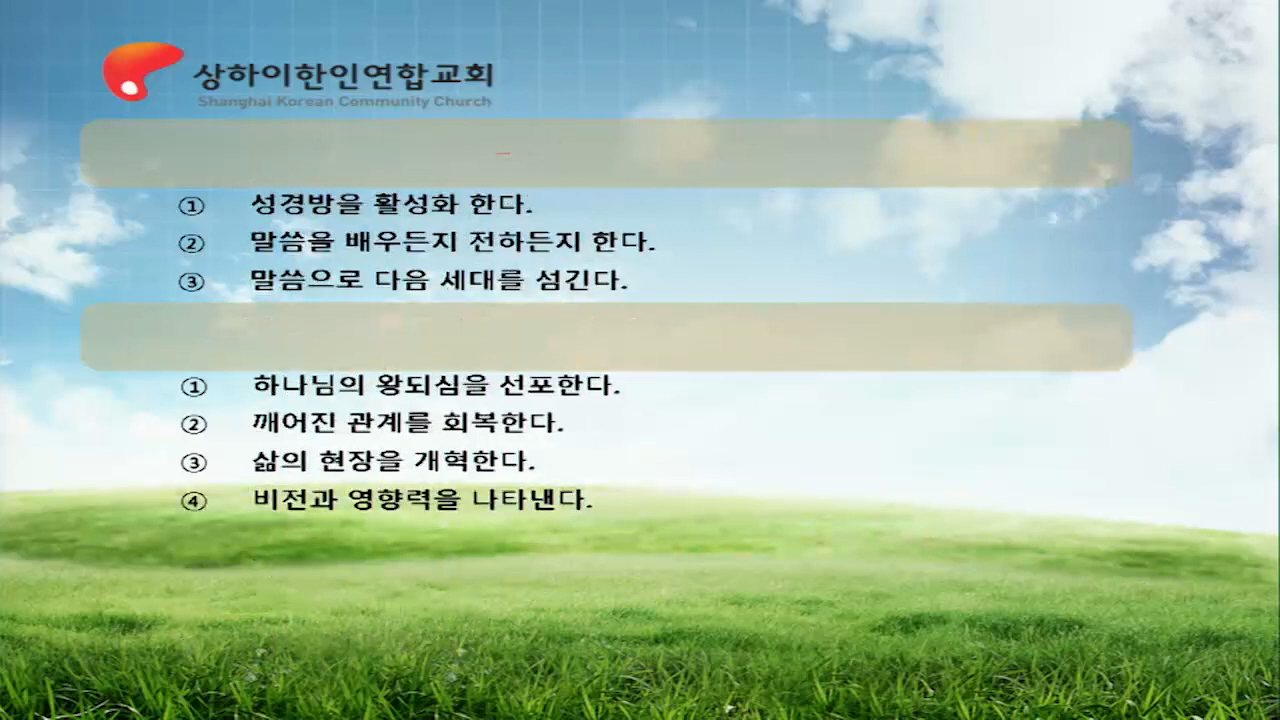 상하이한인연합교회
Shanghai Korean Community Church
① 성경방을 활성화 한다.
② 말씀을 배우든지 전하든지 한다.
③ 말씀으로 다음 세대를 섬긴다.
① 하나님의 왕되심을 선포한다.
② 깨어진 관계를 회복한다.
③ 삶의 현장을 개혁한다.
④ 비전과 영향력을 나타낸다.